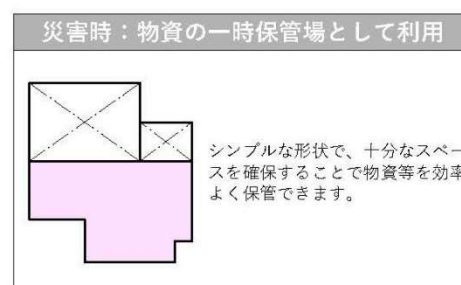 災害時：物資の一時保管場として利用
シンプルな形状で、十分なスペー
スを確保することで物資等を効率
よく保管できます。